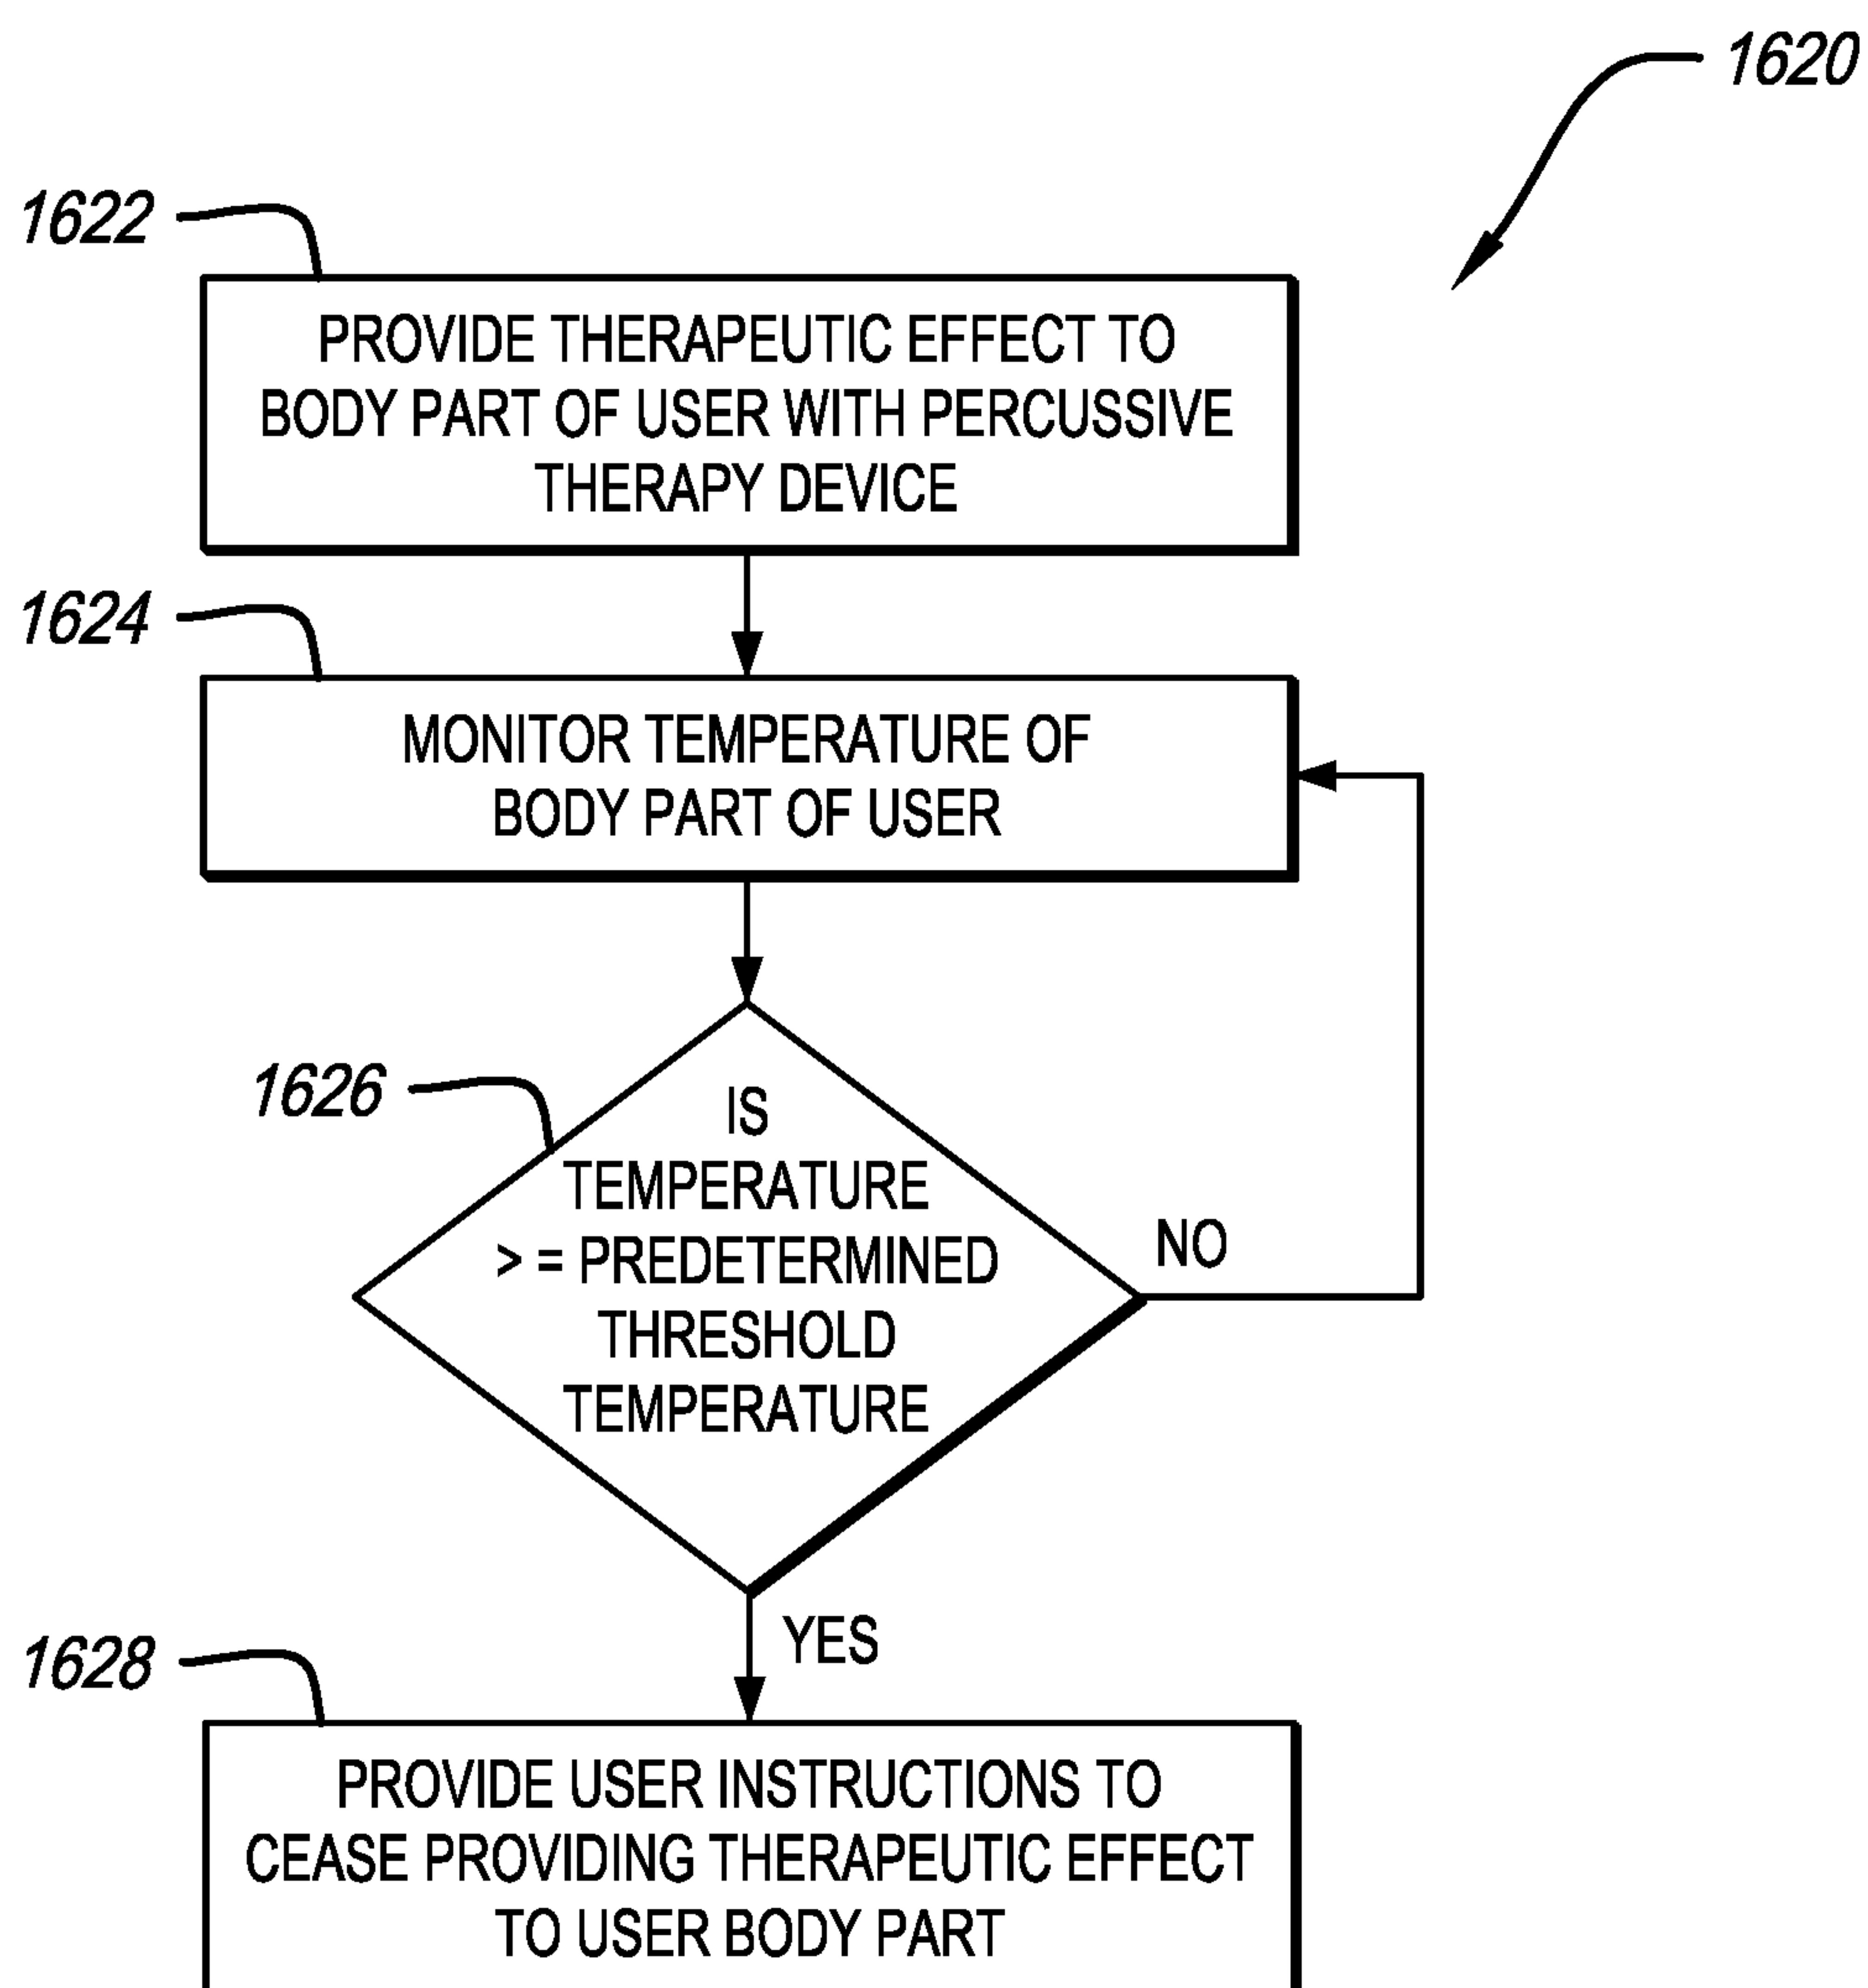 1620
1622
PROVIDE THERAPEUTIC EFFECT TO
BODY PART OF USER WITH PERCUSSIVE
THERAPY DEVICE
1624
MONITOR TEMPERATURE OF
BODY PART OF USER
1626
IS
TEMPERATURE
> = PREDETERMINED
THRESHOLD
TEMPERATURE
NO
YES
1628
PROVIDE USER INSTRUCTIONS TO
CEASE PROVIDING THERAPEUTIC EFFECT
TO USER BODY PART